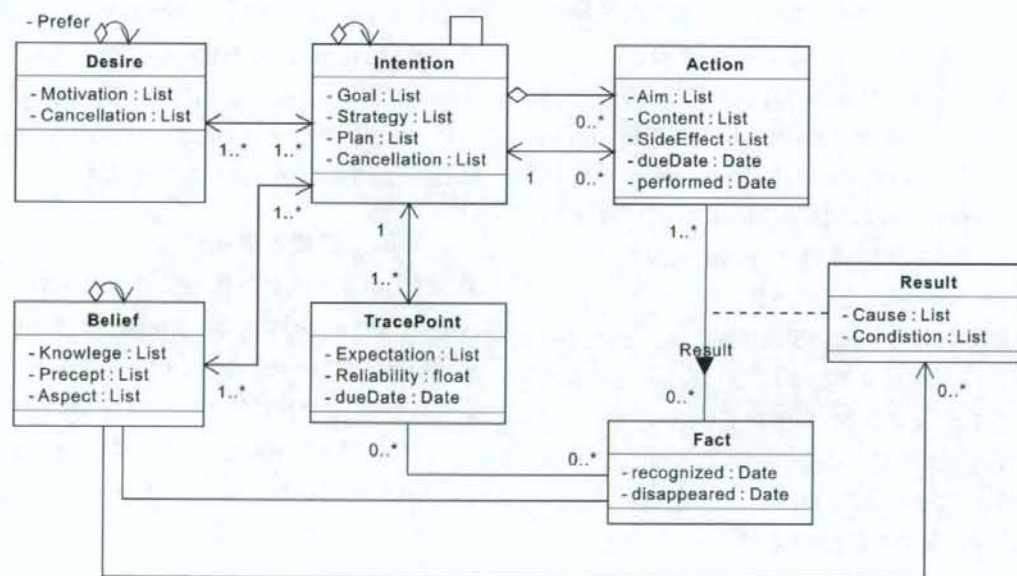 - Prefer
Desire
- Motivation : List
- Cancellation : List
1..*
1..*
Intention
- Goal : List
- Strategy : List
- Plan : List
- Cancellation : List
0..*
1
0..*
Action
- Aim : List
- Content : List
- SideEffect : List
- dueDate : Date
- performed : Date
1..*
1
1..*
1..*
Belief
- Knowlege : List
- Precept : List
- Aspect : List
1..*
TracePoint
- Expectation : List
- Reliability : float
- dueDate : Date
0..*
Result
- Cause : List
- Condistion : List
0..*
Result
0..*
0..*
Fact
- recognized : Date
- disappeared : Date